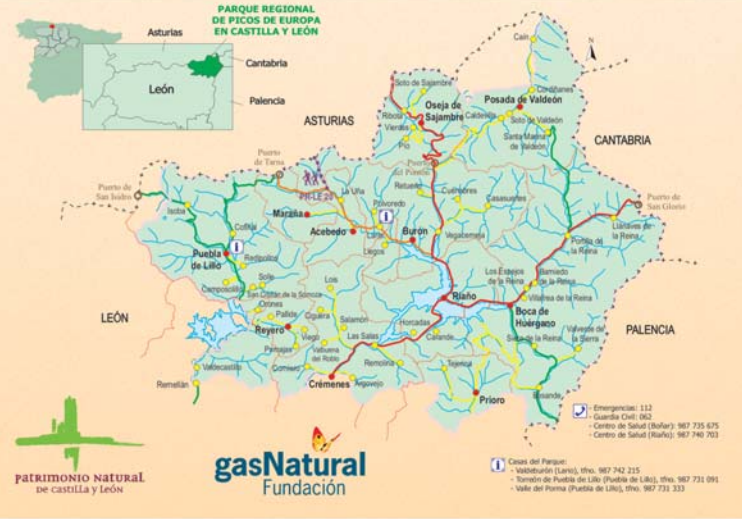 PARQUE REGIONAL
DE PICOS DE EUROPA
EN CASTILLA Y LEÓN
Asturias
Cantabria
León
Palencia
N
Caín
Cordiñanes
Soto de Sajambre
Oseja de
Sajambre
Posada de Valdeón
Ribota
Caldevilla
Soto de Valdeón
Vierdes
Pío
Santa Marina
de Valdeón
ASTURIAS
CANTABRIA
Puerto
de Tarna
Puerto
del Pontón
Puerto de
San Isidro
PR-LE 28
La Uña
Retuerto
Cuénabres
Casasuertes
Puerto de
San Glorio
Isoba
Maraña
Polvoredo
Llánaves de
la Reina
Cofiñal
Acebedo
Lario
Burón
Vegacerneja
Portilla de
la Reina
Puebla
de Lillo
Redipollos
Liegos
Camposolillo
Solle
Lois
Los Espejos
de la Reina
Barniedo
de la Reina
San Cibrián de la Somoza
Riaño
Villafrea de la Reina
Orones
LEÓN
Pallide
Ciguera
Salamón
Boca de
Huérgano
PALENCIA
Reyero
Viego
Horcadas
Carande
Siero de la Reina
Valverde de
la Sierra
Primajas
Valbuena
del Roblo
Las Salas
Valdecastillo
Corniero
Remolina
Tejerina
Remellán
Crémenes
Argovejo
Prioro
Besande
- Emergencias: 112
- Guardia Civil: 062
- Centro de Salud (Boñar): 987 735 675
- Centro de Salud (Riaño): 987 740 703
i Casas del Parque:
- Valdeburón (Lario), tfno. 987 742 215
- Torreón de Puebla de Lillo (Puebla de Lillo), tfno. 987 731 091
- Valle del Porma (Puebla de Lillo), tfno. 987 731 333
PATRIMONIO NATURAL
DE CASTILLA Y LEÓN
gasNatural
Fundación